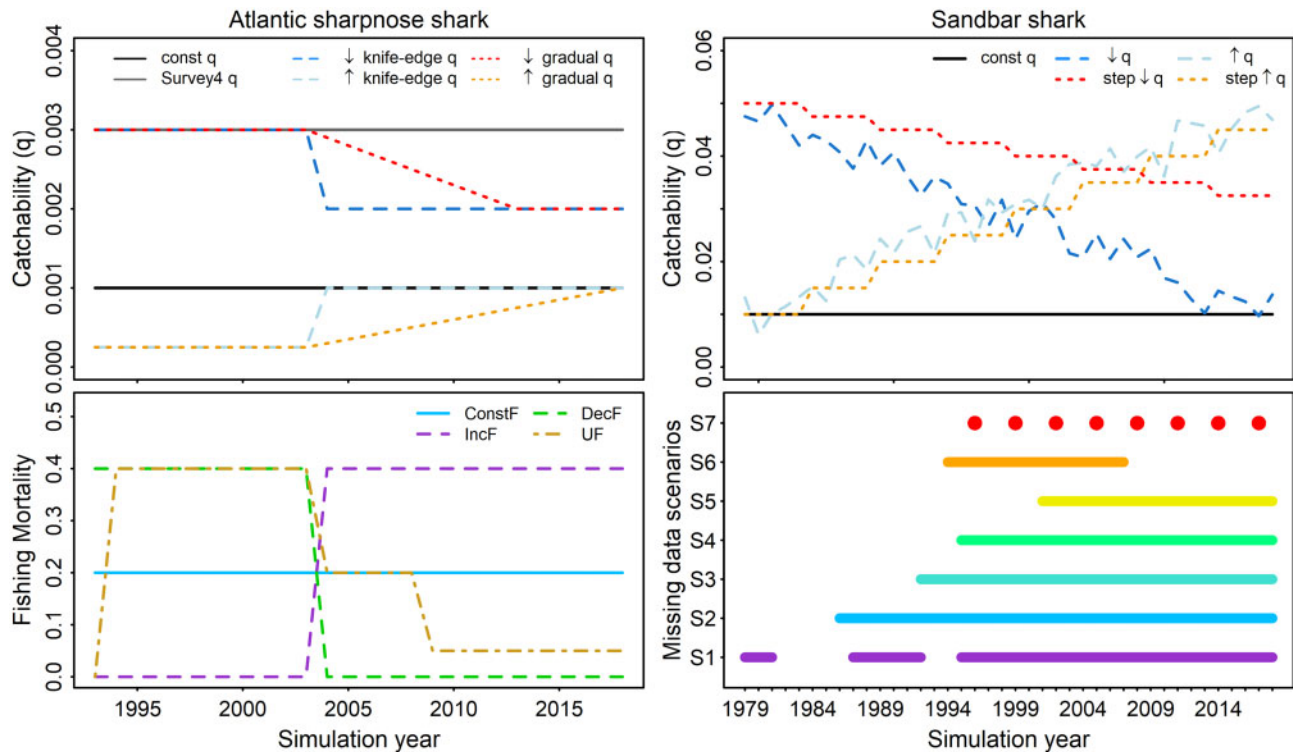 Atlantic sharpnose shark
Sandbar shark
Catchability (q)
0.004
0.003
0.002
0.001
0.000
const q
↓ knife-edge q
↓ gradual q
Survey4 q
↑ knife-edge q
↑ gradual q
Catchability (q)
0.06
0.04
0.02
0.00
const q
↓ q
↑ q
step ↓ q
step ↑ q
Fishing Mortality
0.5
0.4
0.3
0.2
0.1
0.0
ConstF
DecF
IncF
UF
1995 2000 2005 2010 2015
Simulation year
Missing data scenarios
S7
S6
S5
S4
S3
S2
S1
1979 1984 1989 1994 1999 2004 2009 2014
Simulation year